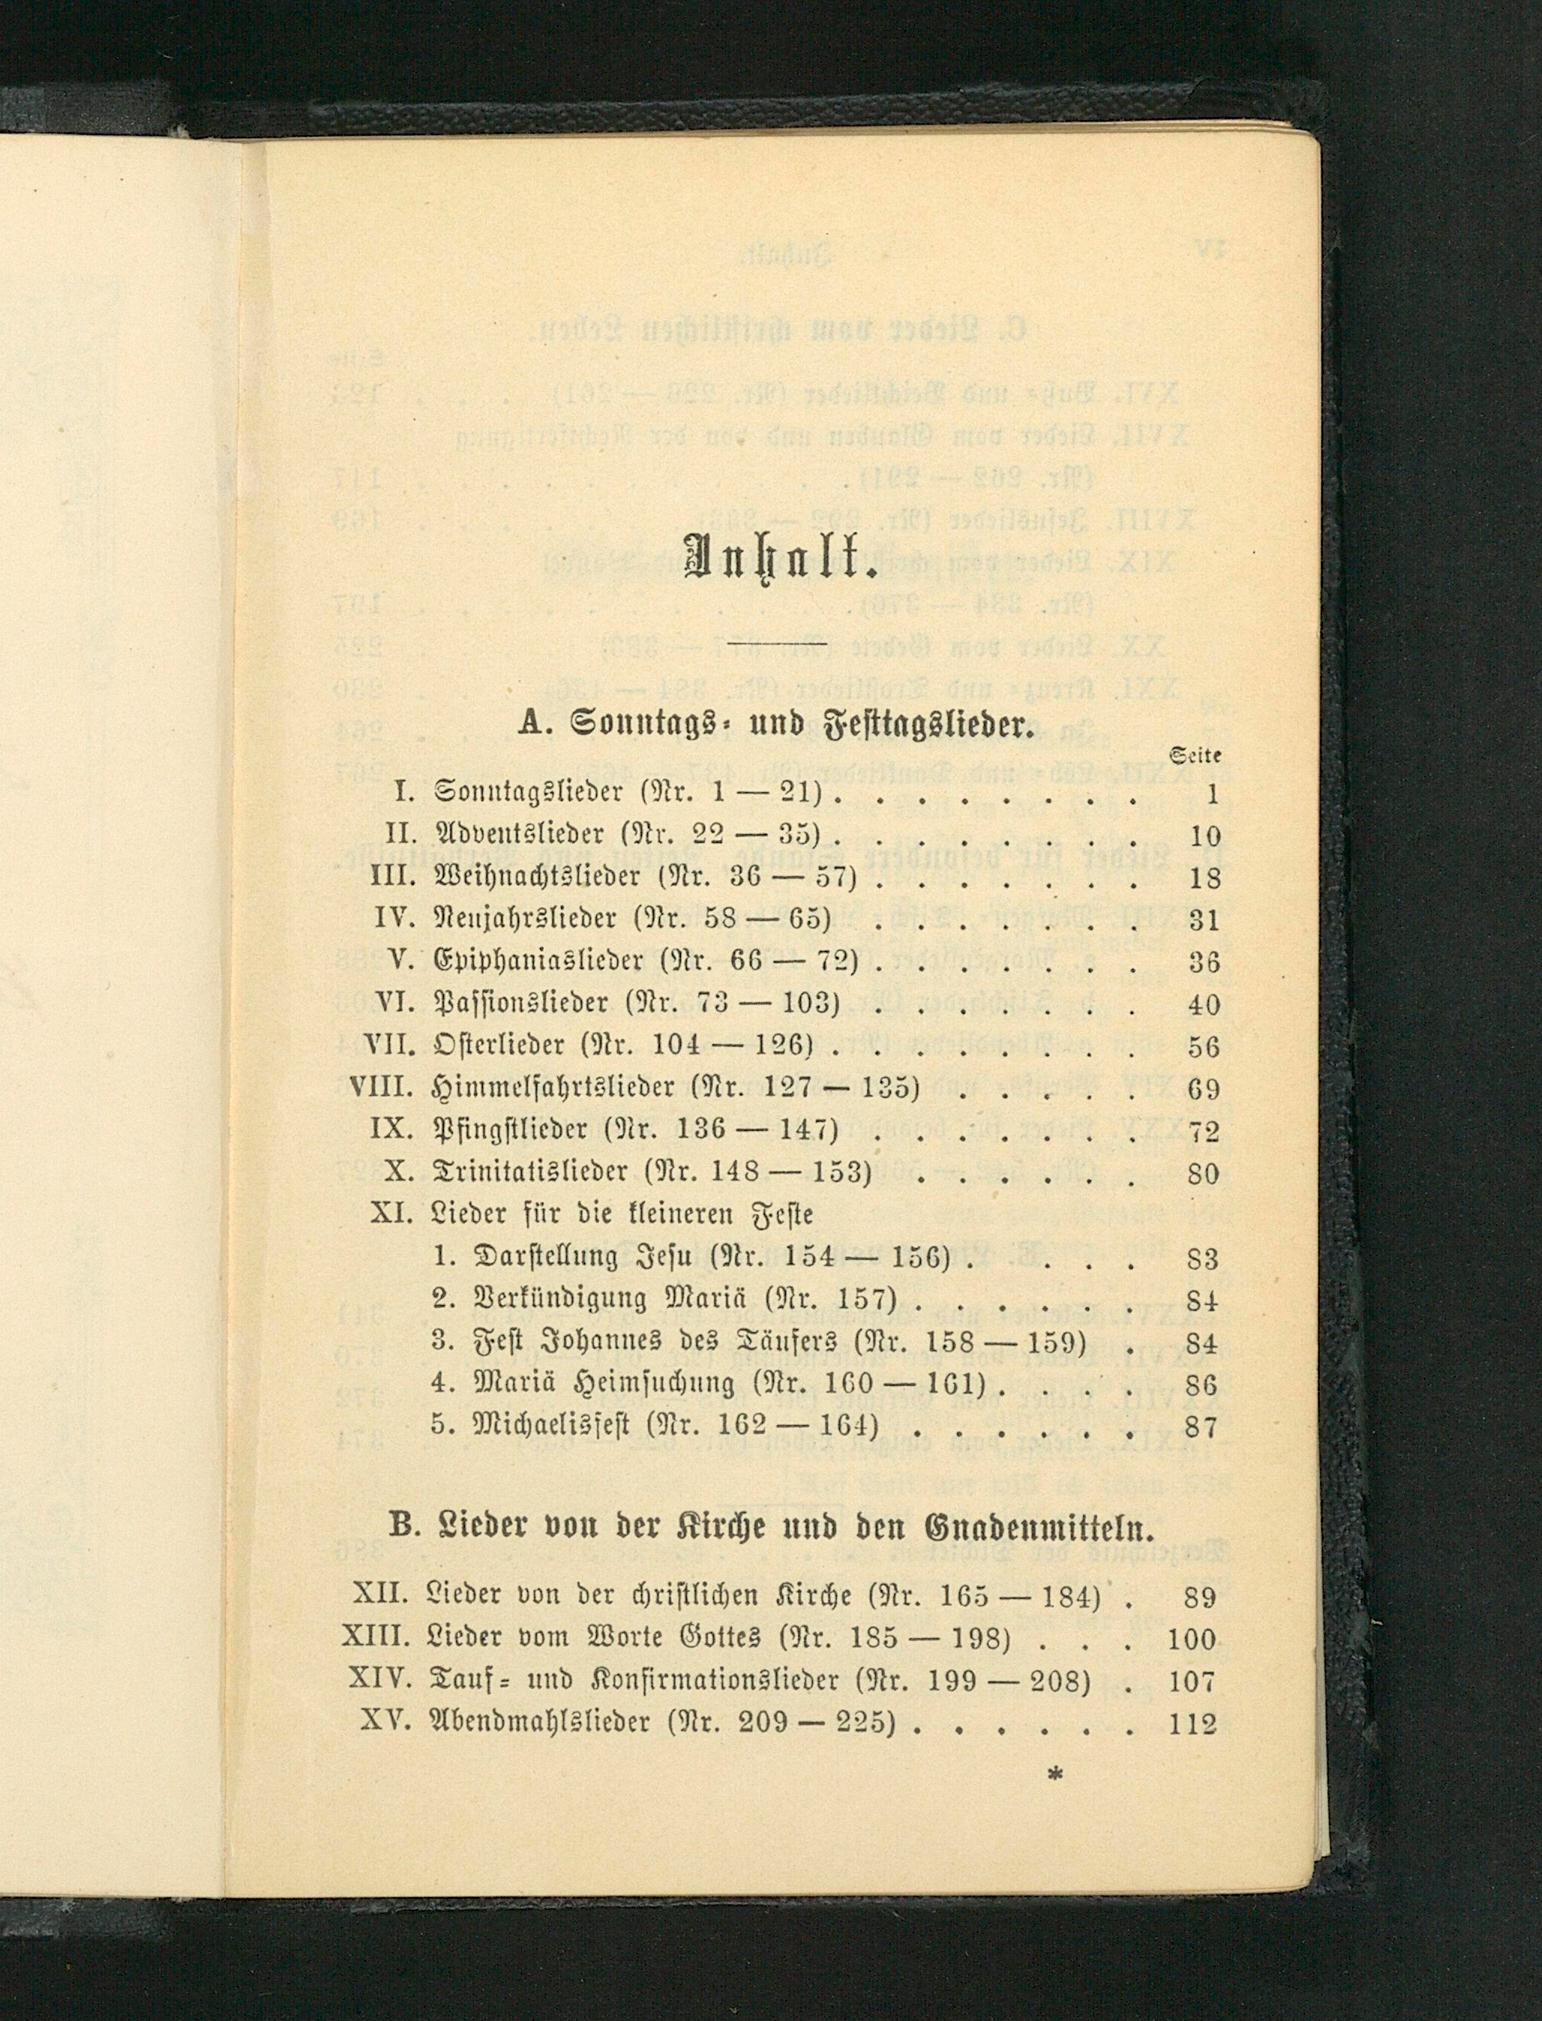 Inhalt.
A. Sonntags- und Festtagslieder.
Seite
I. Sonntagslieder (Nr. 1 — 21) . . . . . . . . 1
II. Adventslieder (Nr. 22 — 35) . . . . . . . . 10
III. Weihnachtslieder (Nr. 36 — 57) . . . . . . . 18
IV. Neujahrslieder (Nr. 58 — 65) . . . . . . . 31
V. Epiphaniaslieder (Nr. 66 — 72) . . . . . . . 36
VI. Passionslieder (Nr. 73 — 103) . . . . . . . 40
VII. Osterlieder (Nr. 104 — 126) . . . . . . . . 56
VIII. Himmelfahrtslieder (Nr. 127 — 135) . . . . . 69
IX. Pfingstlieder (Nr. 136 — 147) . . . . . . . 72
X. Trinitatislieder (Nr. 148 — 153) . . . . . . 80
XI. Lieder für die kleineren Feste
1. Darstellung Jesu (Nr. 154 — 156) . . . . 83
2. Verkündigung Mariä (Nr. 157) . . . . . . 84
3. Fest Johannes des Täufers (Nr. 158 — 159) . 84
4. Mariä Heimsuchung (Nr. 160 — 161) . . . . 86
5. Michaelisfest (Nr. 162 — 164) . . . . . . 87
B. Lieder von der Kirche und den Gnadenmitteln.
XII. Lieder von der christlichen Kirche (Nr. 165 — 184) . 89
XIII. Lieder vom Worte Gottes (Nr. 185 — 198) . . . 100
XIV. Tauf- und Konfirmationslieder (Nr. 199 — 208) . 107
XV. Abendmahlslieder (Nr. 209 — 225) . . . . . . 112
*